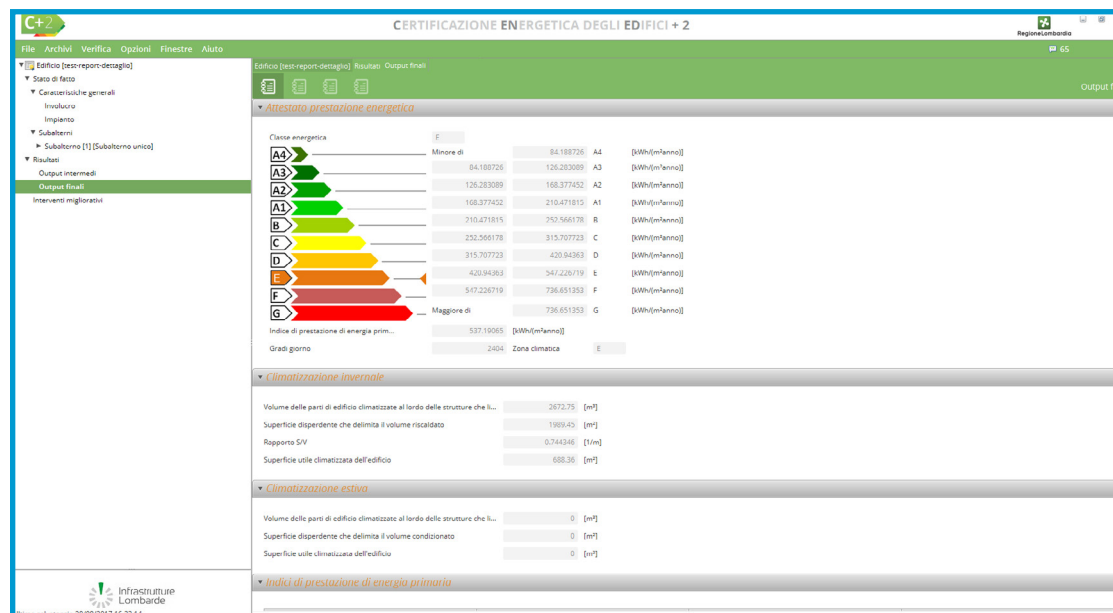 C+2
CERTIFICAZIONE ENERGETICA DEGLI EDIFICI + 2
RegioneLombardia
File Archivi Verifica Opzioni Finestre Aiuto
65
Edificio [test-report-dettaglio]
Stato di fatto
Caratteristiche generali
Involucro
Impianto
Subalterni
Subalterno [1] [Subalterno unico]
Risultati
Output intermedi
Output finali
Interventi migliorativi
Edificio [test-report-dettaglio] Risultati Output finali
Output f
Attestato prestazione energetica
Classe energetica
A4 Minore di 84.188726 A4 [kWh/(m²anno)]
A3 84.188726 126.283089 A3 [kWh/(m²anno)]
A2 126.283089 168.377452 A2 [kWh/(m²anno)]
A1 168.377452 210.471815 A1 [kWh/(m²anno)]
B 210.471815 252.566178 B [kWh/(m²anno)]
C 252.566178 315.707723 C [kWh/(m²anno)]
D 315.707723 420.94363 D [kWh/(m²anno)]
E 420.94363 547.226719 E [kWh/(m²anno)]
F 547.226719 736.651353 F [kWh/(m²anno)]
G Maggiore di 736.651353 G [kWh/(m²anno)]
Indice di prestazione di energia prim... 537.19065 [kWh/(m²anno)]
Gradi giorno 2404 Zona climatica E
Climatizzazione invernale
Volume delle parti di edificio climatizzate al lordo delle strutture che li... 2672.75 [m³]
Superficie disperdente che delimita il volume riscaldato 1989.45 [m²]
Rapporto S/V 0.744346 [1/m]
Superficie utile climatizzata dell'edificio 688.36 [m²]
Climatizzazione estiva
Volume delle parti di edificio climatizzate al lordo delle strutture che li... 0 [m³]
Superficie disperdente che delimita il volume condizionato 0 [m²]
Superficie utile climatizzata dell'edificio 0 [m²]
Indici di prestazione di energia primaria
Infrastrutture
Lombarde